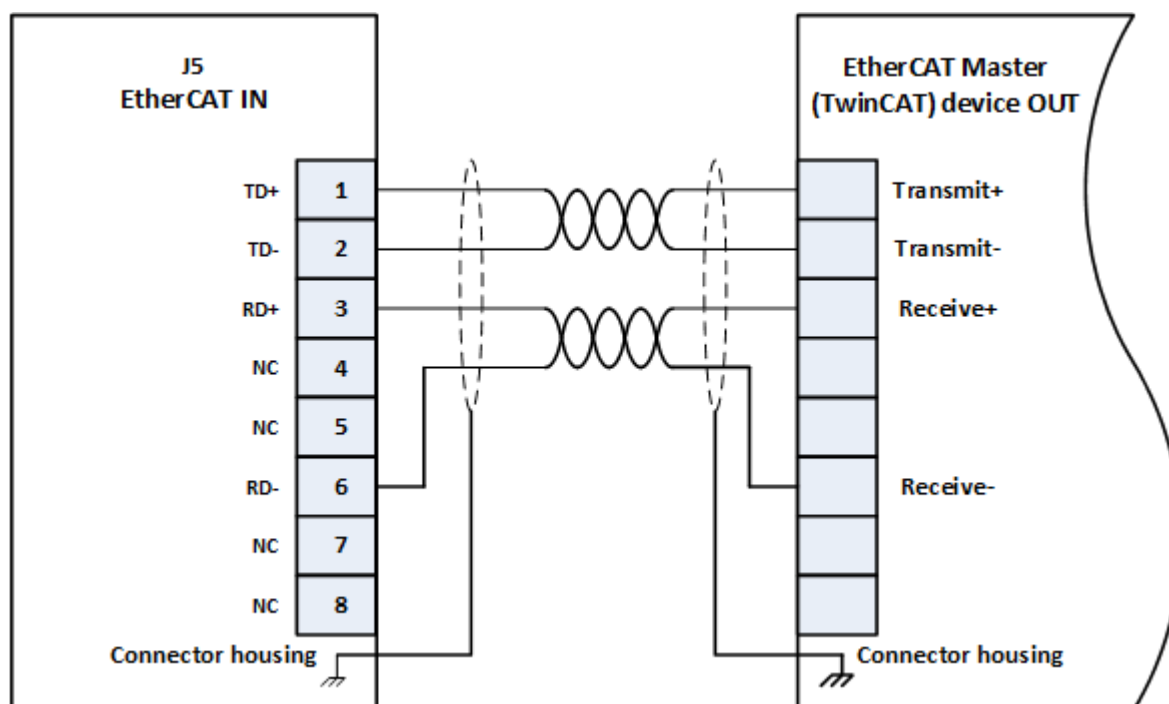 J5
EtherCAT IN
EtherCAT Master
(TwinCAT) device OUT
TD+ 1 Transmit+
TD- 2 Transmit-
RD+ 3 Receive+
NC 4
NC 5
RD- 6 Receive-
NC 7
NC 8
Connector housing Connector housing